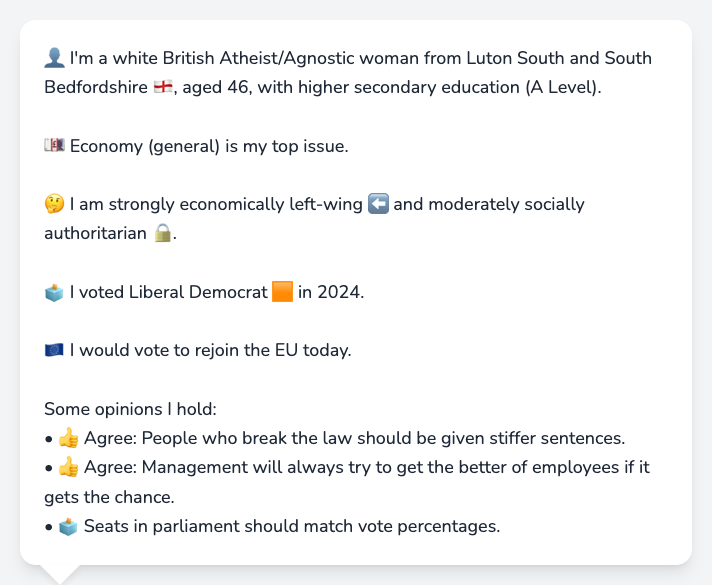 👤 I'm a white British Atheist/Agnostic woman from Luton South and South
Bedfordshire 🏴󠁧󠁢󠁥󠁮󠁧󠁿, aged 46, with higher secondary education (A Level).
💷 Economy (general) is my top issue.
🤔 I am strongly economically left-wing ⬅️ and moderately socially
authoritarian 🔒.
🗳️ I voted Liberal Democrat 🟧 in 2024.
🇪🇺 I would vote to rejoin the EU today.
Some opinions I hold:
• 👍 Agree: People who break the law should be given stiffer sentences.
• 👍 Agree: Management will always try to get the better of employees if it
gets the chance.
• 🗳️ Seats in parliament should match vote percentages.